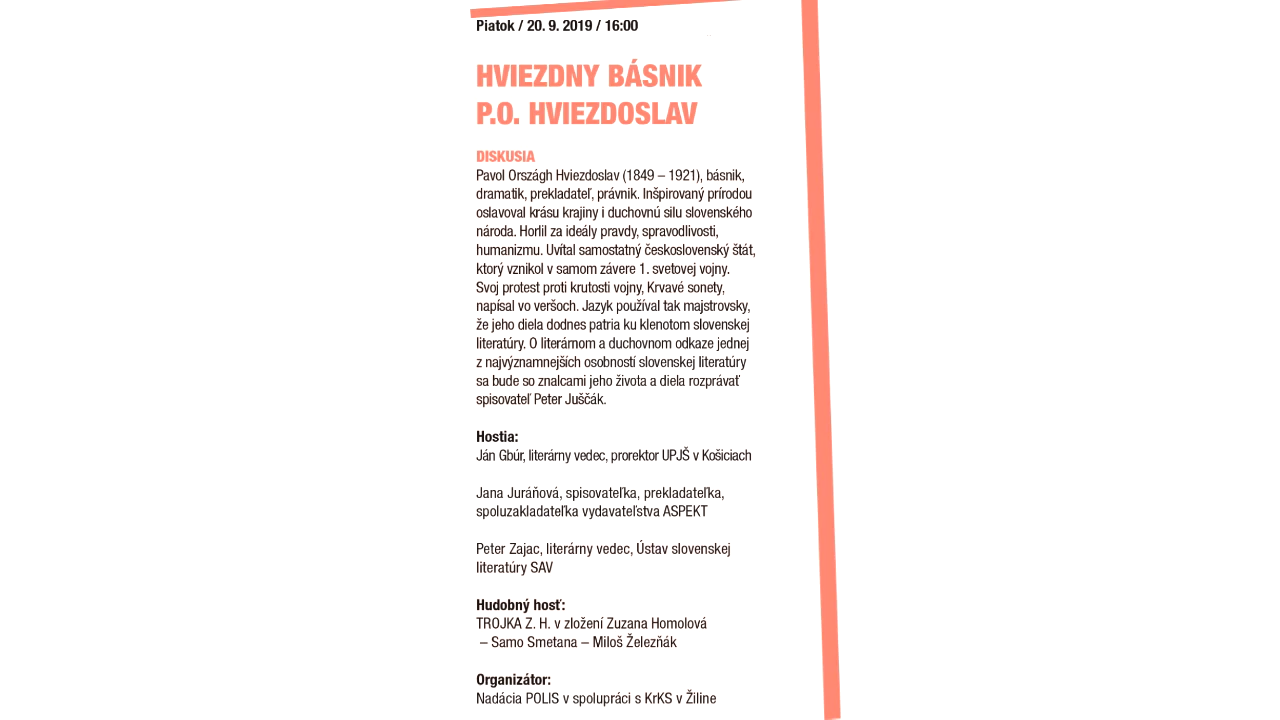 Piatok / 20. 9. 2019 / 16:00
HVIEZDNY BÁSNIK
P.O. HVIEZDOSLAV
DISKUSIA
Pavol Országh Hviezdoslav (1849 – 1921), básnik,
dramatik, prekladateľ, právnik. Inšpirovaný prírodou
oslavoval krásu krajiny i duchovnú silu slovenského
národa. Horlil za ideály pravdy, spravodlivosti,
humanizmu. Uvítal samostatný československý štát,
ktorý vznikol v samom závere 1. svetovej vojny.
Svoj protest proti krutosti vojny, Krvavé sonety,
napísal vo veršoch. Jazyk používal tak majstrovsky,
že jeho diela dodnes patria ku klenotom slovenskej
literatúry. O literárnom a duchovnom odkaze jednej
z najvýznamnejších osobností slovenskej literatúry
sa bude so znalcami jeho života a diela rozprávať
spisovateľ Peter Juščák.
Hostia:
Ján Gbúr, literárny vedec, prorektor UPJŠ v Košiciach
Jana Juráňová, spisovateľka, prekladateľka,
spoluzakladateľka vydavateľstva ASPEKT
Peter Zajac, literárny vedec, Ústav slovenskej
literatúry SAV
Hudobný hosť:
TROJKA Z. H. v zložení Zuzana Homolová
– Samo Smetana – Miloš Železňák
Organizátor:
Nadácia POLIS v spolupráci s KrKS v Žiline